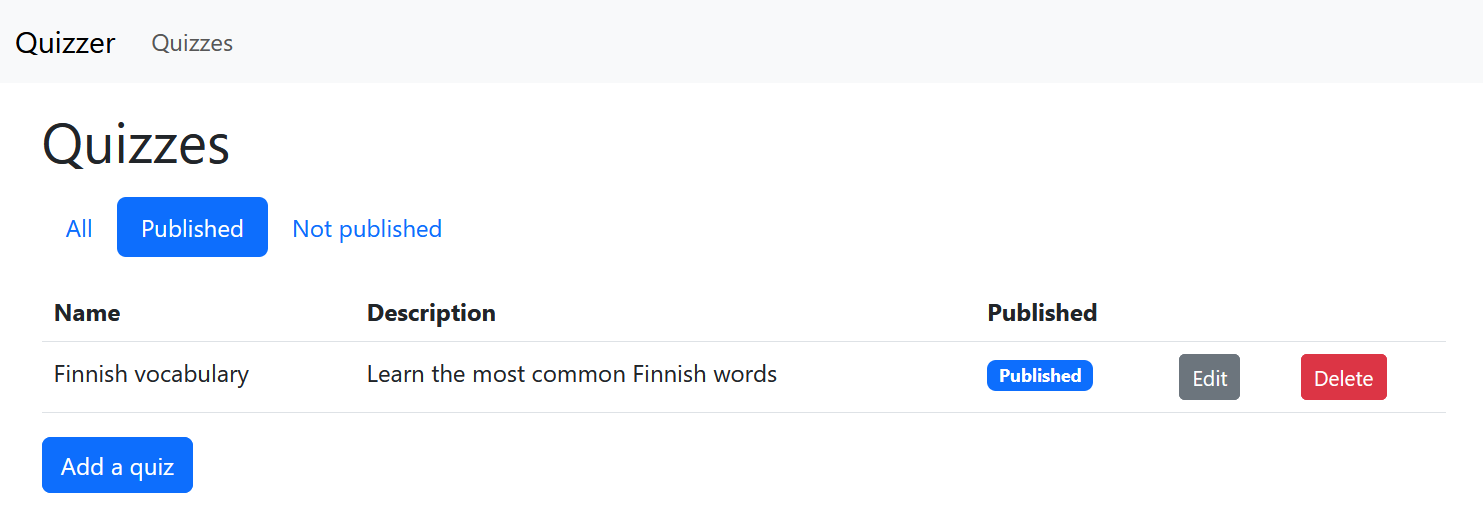 Quizzer Quizzes
Quizzes
All Published Not published
Name Description Published
Finnish vocabulary Learn the most common Finnish words Published Edit Delete
Add a quiz